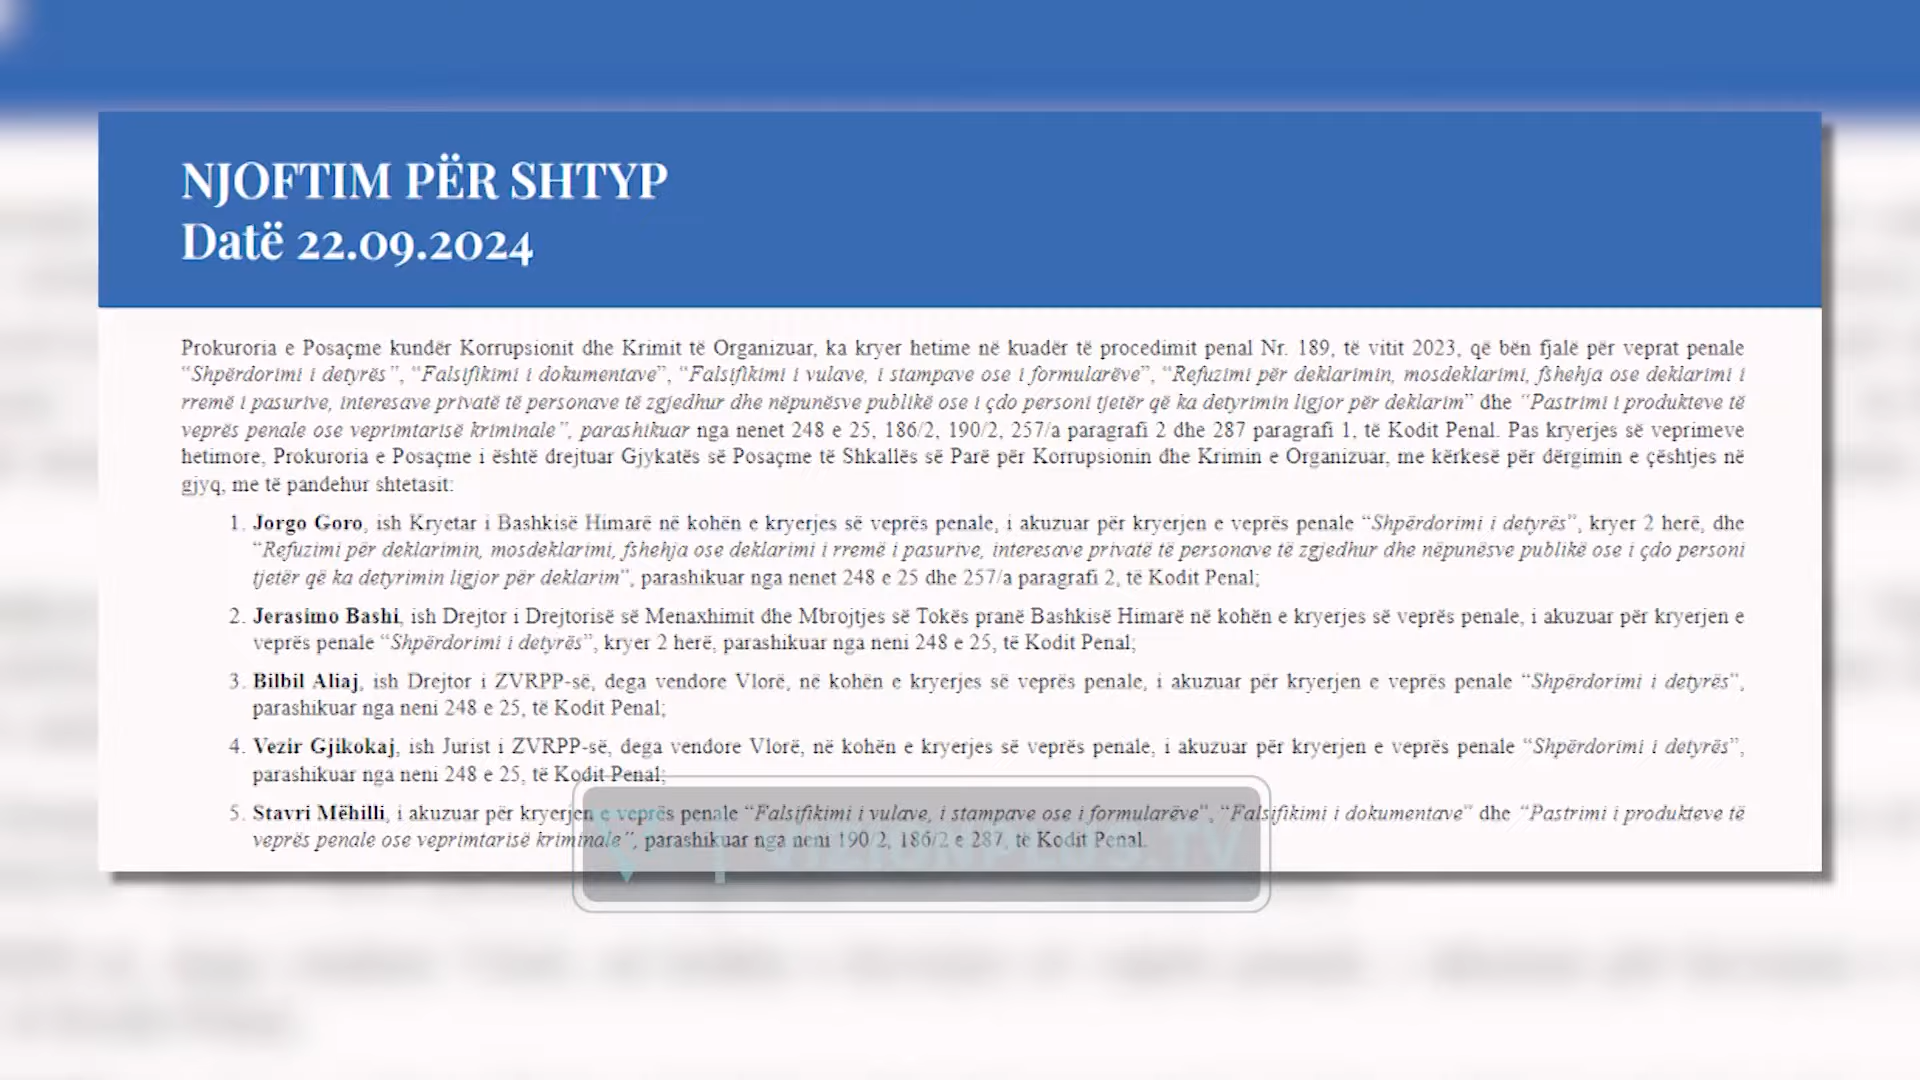 NJOFTIM PËR SHTYP
Datë 22.09.2024
Prokuroria e Posaçme kundër Korrupsionit dhe Krimit të Organizuar, ka kryer hetime në kuadër të procedimit penal Nr. 189, të vitit 2023, që bën fjalë për veprat penale
“Shpërdorimi i detyrës”, “Falsifikimi i dokumentave”, “Falsifikimi i vulave, i stampave ose i formularëve”, “Refuzimi për deklarimin, mosdeklarimi, fshehja ose deklarimi i
rremë i pasurive, interesave privatë të personave të zgjedhur dhe nëpunësve publikë ose i çdo personi tjetër që ka detyrimin ligjor për deklarim” dhe “Pastrimi i produkteve të
veprës penale ose veprimtarisë kriminale”, parashikuar nga nenet 248 e 25, 186/2, 190/2, 257/a paragrafi 2 dhe 287 paragrafi 1, të Kodit Penal. Pas kryerjes së veprimeve
hetimore, Prokuroria e Posaçme i është drejtuar Gjykatës së Posaçme të Shkallës së Parë për Korrupsionin dhe Krimin e Organizuar, me kërkesë për dërgimin e çështjes në
gjyq, me të pandehur shtetasit:
1. Jorgo Goro, ish Kryetar i Bashkisë Himarë në kohën e kryerjes së veprës penale, i akuzuar për kryerjen e veprës penale “Shpërdorimi i detyrës”, kryer 2 herë, dhe
“Refuzimi për deklarimin, mosdeklarimi, fshehja ose deklarimi i rremë i pasurive, interesave privatë të personave të zgjedhur dhe nëpunësve publikë ose i çdo personi
tjetër që ka detyrimin ligjor për deklarim”, parashikuar nga nenet 248 e 25 dhe 257/a paragrafi 2, të Kodit Penal;
2. Jerasimo Bashi, ish Drejtor i Drejtorisë së Menaxhimit dhe Mbrojtjes së Tokës pranë Bashkisë Himarë në kohën e kryerjes së veprës penale, i akuzuar për kryerjen e
veprës penale “Shpërdorimi i detyrës”, kryer 2 herë, parashikuar nga neni 248 e 25, të Kodit Penal;
3. Bilbil Aliaj, ish Drejtor i ZVRPP-së, dega vendore Vlorë, në kohën e kryerjes së veprës penale, i akuzuar për kryerjen e veprës penale “Shpërdorimi i detyrës”,
parashikuar nga neni 248 e 25, të Kodit Penal;
4. Vezir Gjikokaj, ish Jurist i ZVRPP-së, dega vendore Vlorë, në kohën e kryerjes së veprës penale, i akuzuar për kryerjen e veprës penale “Shpërdorimi i detyrës”,
parashikuar nga neni 248 e 25, të Kodit Penal;
5. Stavri Mëhilli, i akuzuar për kryerjen e veprës penale “Falsifikimi i vulave, i stampave ose i formularëve”, “Falsifikimi i dokumentave” dhe “Pastrimi i produkteve të
veprës penale ose veprimtarisë kriminale”, parashikuar nga neni 190/2, 186/2 e 287, të Kodit Penal.